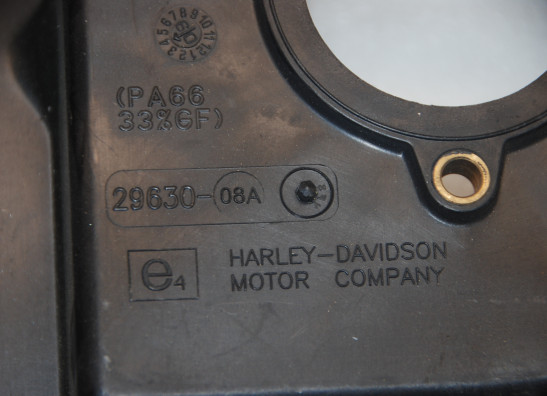 (PA66
33%GF)
29630-08A
e4
HARLEY-DAVIDSON
MOTOR COMPANY